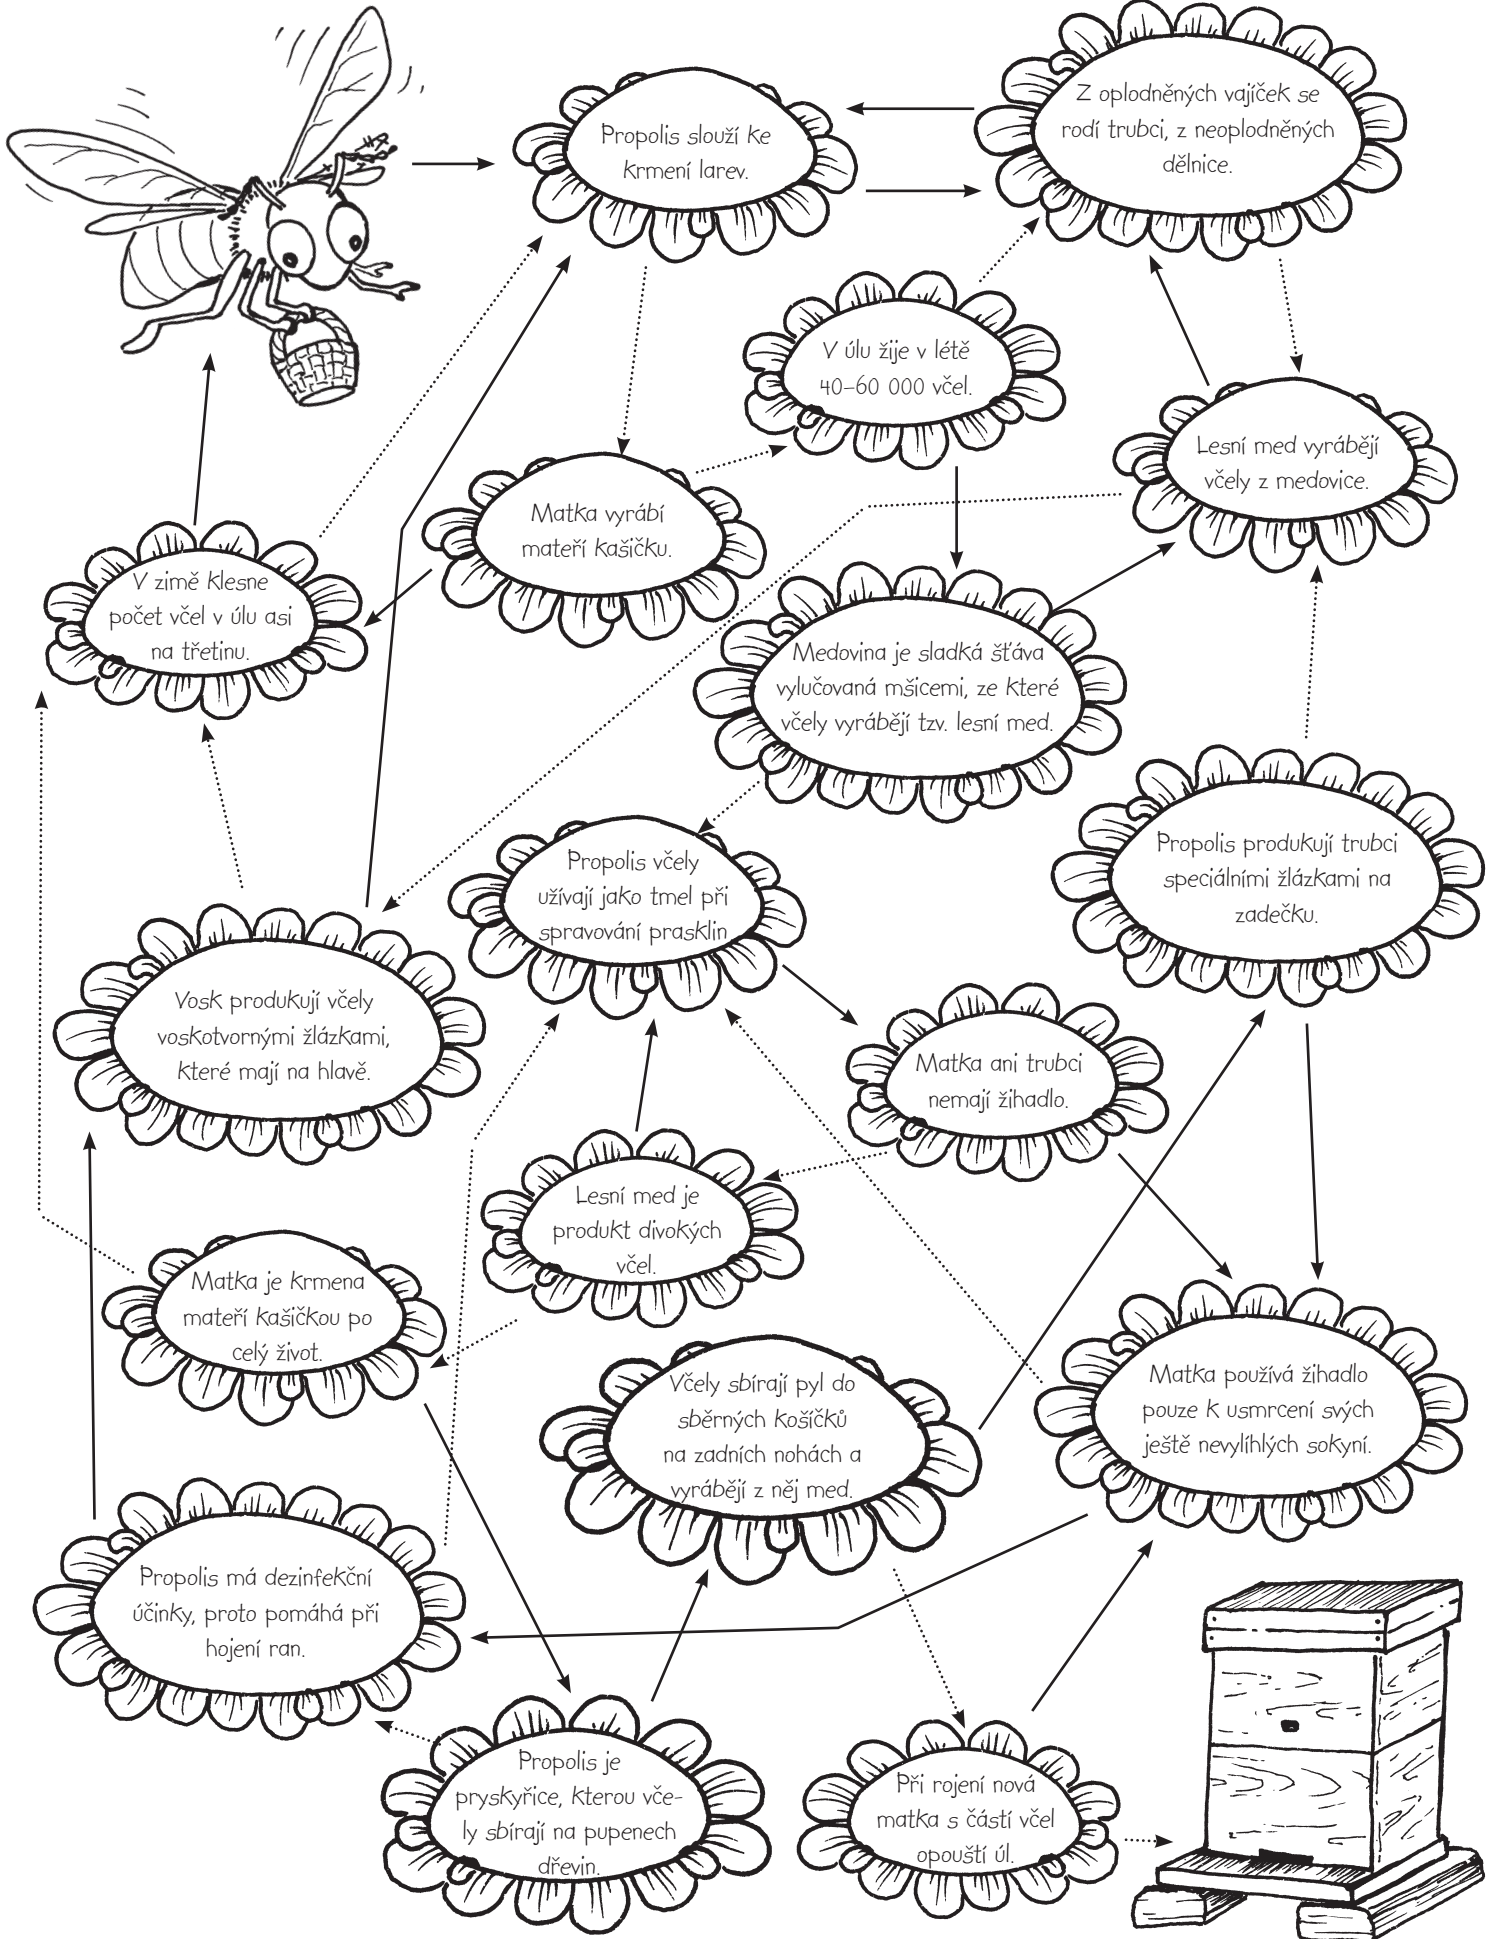 Z oplodněných vajíček se
rodí trubci, z neoplodněných
dělnice.
Propolis slouží ke
krmení larev.
V úlu žije v létě
40–60 000 včel.
Lesní med vyrábějí
včely z medovice.
Matka vyrábí
mateří kašičku.
V zimě klesne
počet včel v úlu asi
na třetinu.
Medovina je sladká šťáva
vylučovaná mšicemi, ze které
včely vyrábějí tzv. lesní med.
Propolis včely
užívají jako tmel při
spravování prasklin
Propolis produkují trubci
speciálními žlázkami na
zadečku.
Vosk produkují včely
voskotvornými žlázkami,
které mají na hlavě.
Matka ani trubci
nemají žihadlo.
Lesní med je
produkt divokých
včel.
Matka je krmena
mateří kašičkou po
celý život.
Včely sbírají pyl do
sběrných košíčků
na zadních nohách a
vyrábějí z něj med.
Matka používá žihadlo
pouze k usmrcení svých
ještě nevylíhlých sokyní.
Propolis má dezinfekční
účinky, proto pomáhá při
hojení ran.
Propolis je
pryskyřice, kterou vče-
ly sbírají na pupenech
dřevin.
Při rojení nová
matka s částí včel
opouští úl.